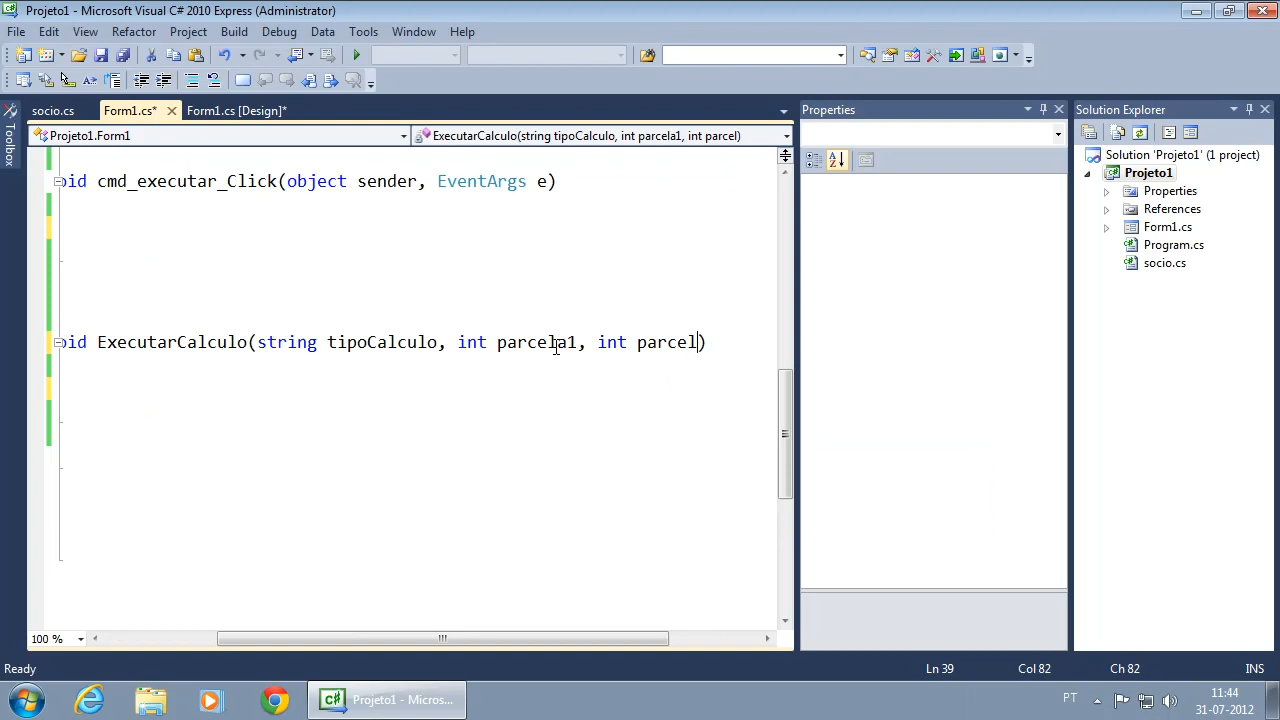 Projeto1 - Microsoft Visual C# 2010 Express (Administrator)
File Edit View Refactor Project Build Debug Data Tools Window Help
socio.cs Form1.cs* Form1.cs [Design]*
Projeto1.Form1 ExecutarCalculo(string tipoCalculo, int parcela1, int parcel)
oid cmd_executar_Click(object sender, EventArgs e)
oid ExecutarCalculo(string tipoCalculo, int parcela1, int parcel)
100 %
Toolbox
Properties
Solution Explorer
Solution 'Projeto1' (1 project)
Projeto1
Properties
References
Form1.cs
Program.cs
socio.cs
Ready Ln 39 Col 82 Ch 82 INS
Projeto1 - Micros...
PT
11:44
31-07-2012